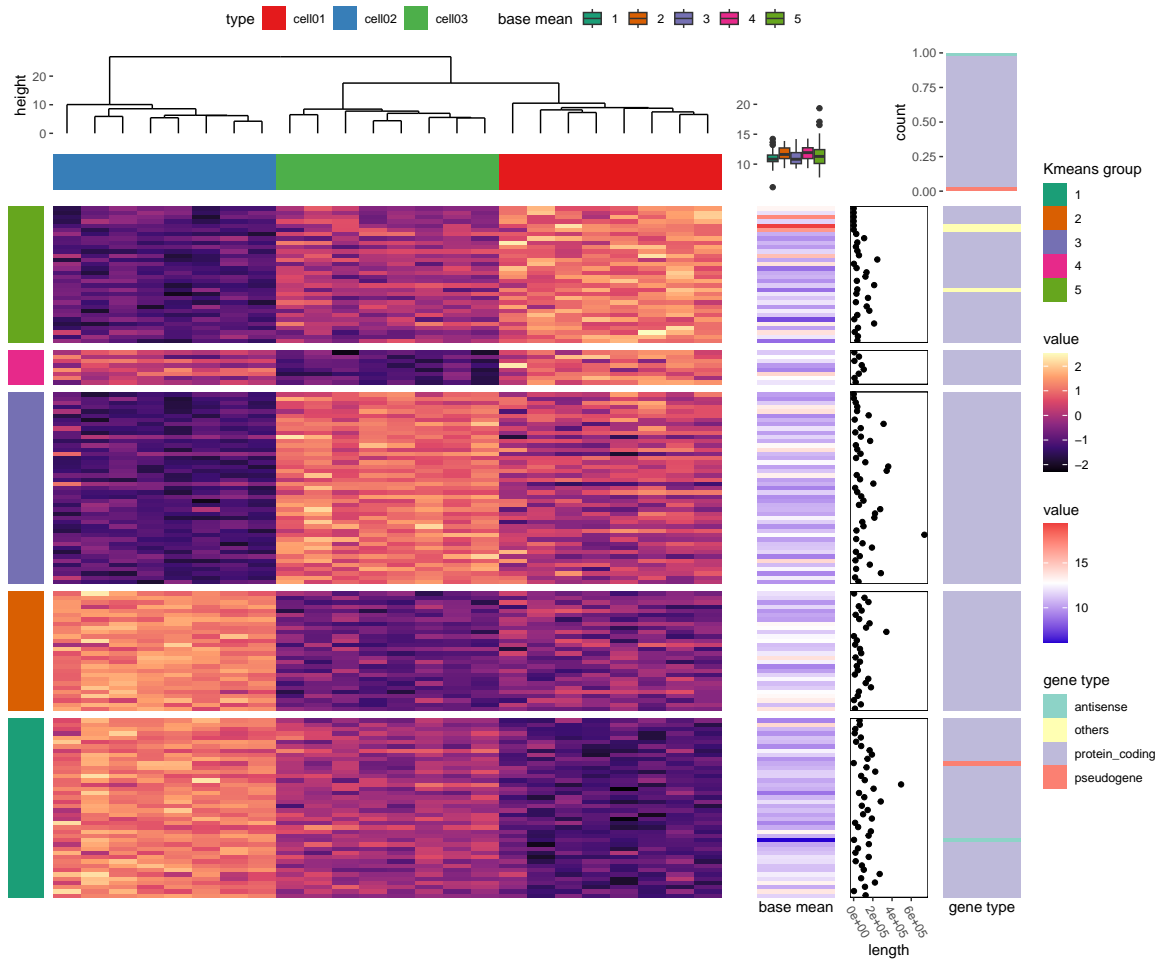 type cell01 cell02 cell03 base mean 1 2 3 4 5
height
20
10
0
20
15
10
count
1.00
0.75
0.50
0.25
0.00
Kmeans group
1
2
3
4
5
value
2
1
0
−1
−2
value
15
10
gene type
antisense
others
protein_coding
pseudogene
base mean
0e+00
2e+05
4e+05
6e+05
length
gene type